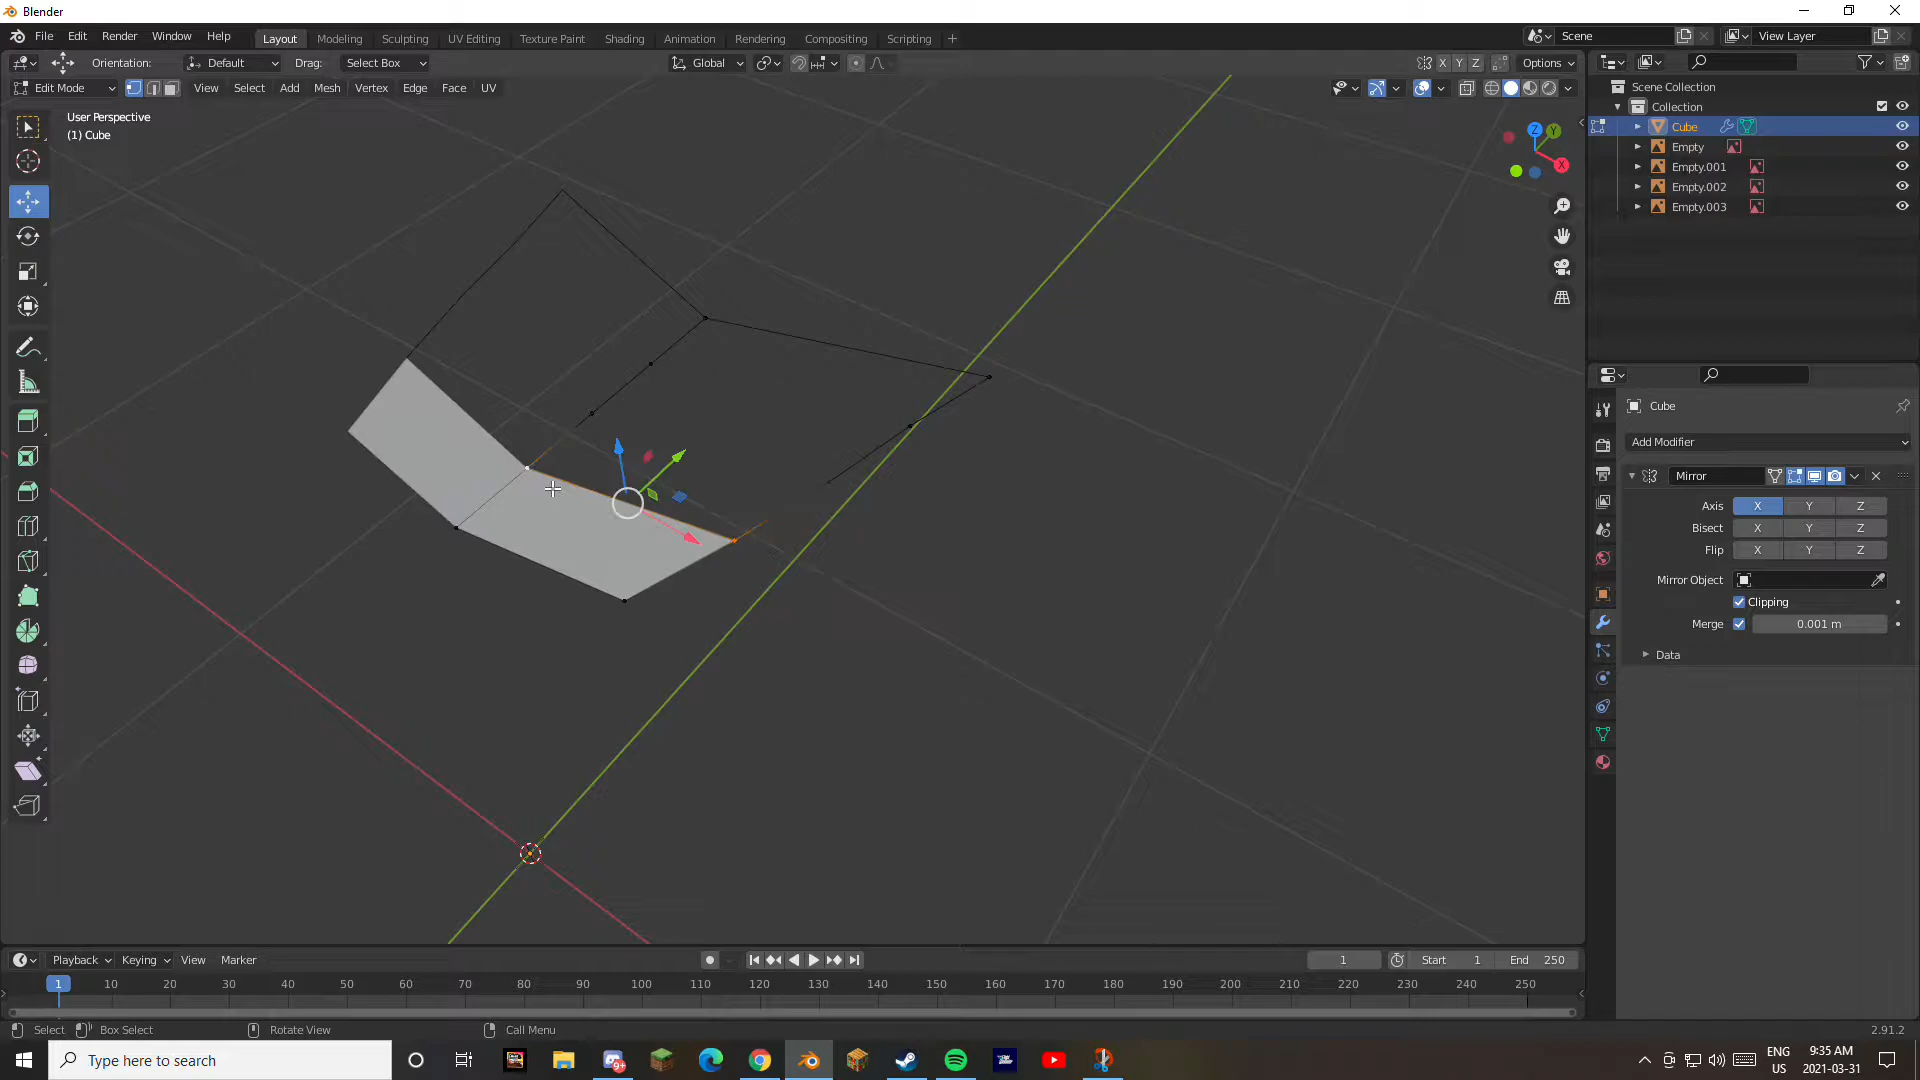 Blender
File Edit Render Window Help
Layout Modeling Sculpting UV Editing Texture Paint Shading Animation Rendering Compositing Scripting +
Scene
View Layer
Orientation: Default Drag: Select Box
Global
X Y Z Options
Edit Mode View Select Add Mesh Vertex Edge Face UV
User Perspective
(1) Cube
Z
Y
X
Scene Collection
Collection
Cube
Empty
Empty.001
Empty.002
Empty.003
Cube
Add Modifier
Mirror
Axis X Y Z
Bisect X Y Z
Flip X Y Z
Mirror Object
Clipping
Merge 0.001 m
Data
Playback Keying View Marker
1 Start 1 End 250
1 10 20 30 40 50 60 70 80 90 100 110 120 130 140 150 160 170 180 190 200 210 220 230 240 250
Select Box Select Rotate View Call Menu 2.91.2
Type here to search
ENG
US
9:35 AM
2021-03-31